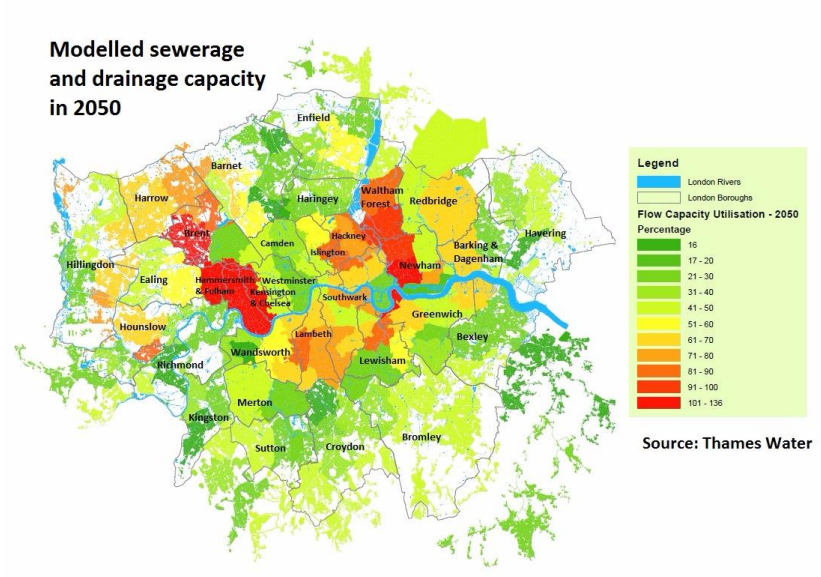 Modelled sewerage
and drainage capacity
in 2050
Enfield
Barnet
Harrow
Haringey
Waltham
Forest
Redbridge
Brent
Camden
Hackney
Islington
Havering
Barking &
Dagenham
Hillingdon
Ealing
Hammersmith
& Fulham
Westminster
Kensington
& Chelsea
Newham
Southwark
Hounslow
Greenwich
Lambeth
Bexley
Richmond
Wandsworth
Lewisham
Merton
Kingston
Sutton
Croydon
Bromley
Legend
London Rivers
London Boroughs
Flow Capacity Utilisation - 2050
Percentage
16
17 - 20
21 - 30
31 - 40
41 - 50
51 - 60
61 - 70
71 - 80
81 - 90
91 - 100
101 - 136
Source: Thames Water